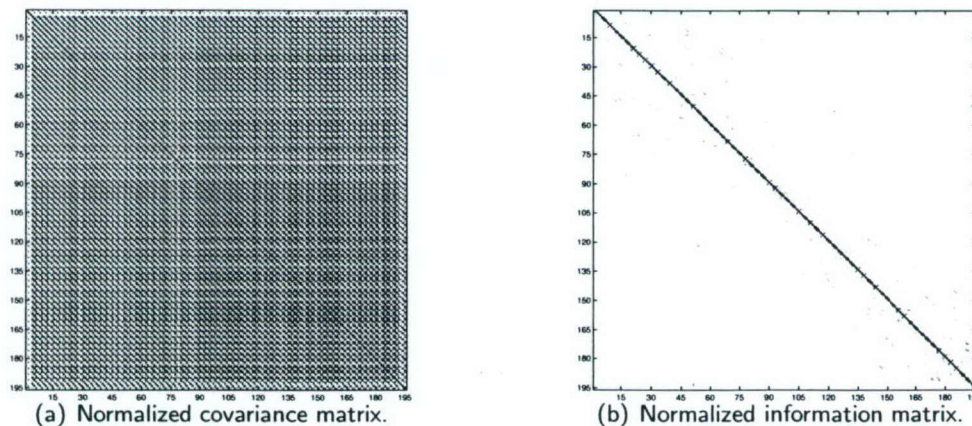 15 30 45 60 75 90 105 120 135 150 165 180 195
15 30 45 60 75 90 105 120 135 150 165 180 195
(a) Normalized covariance matrix.
15 30 45 60 75 90 105 120 135 150 165 180 195
15 30 45 60 75 90 105 120 135 150 165 180
(b) Normalized information matrix.